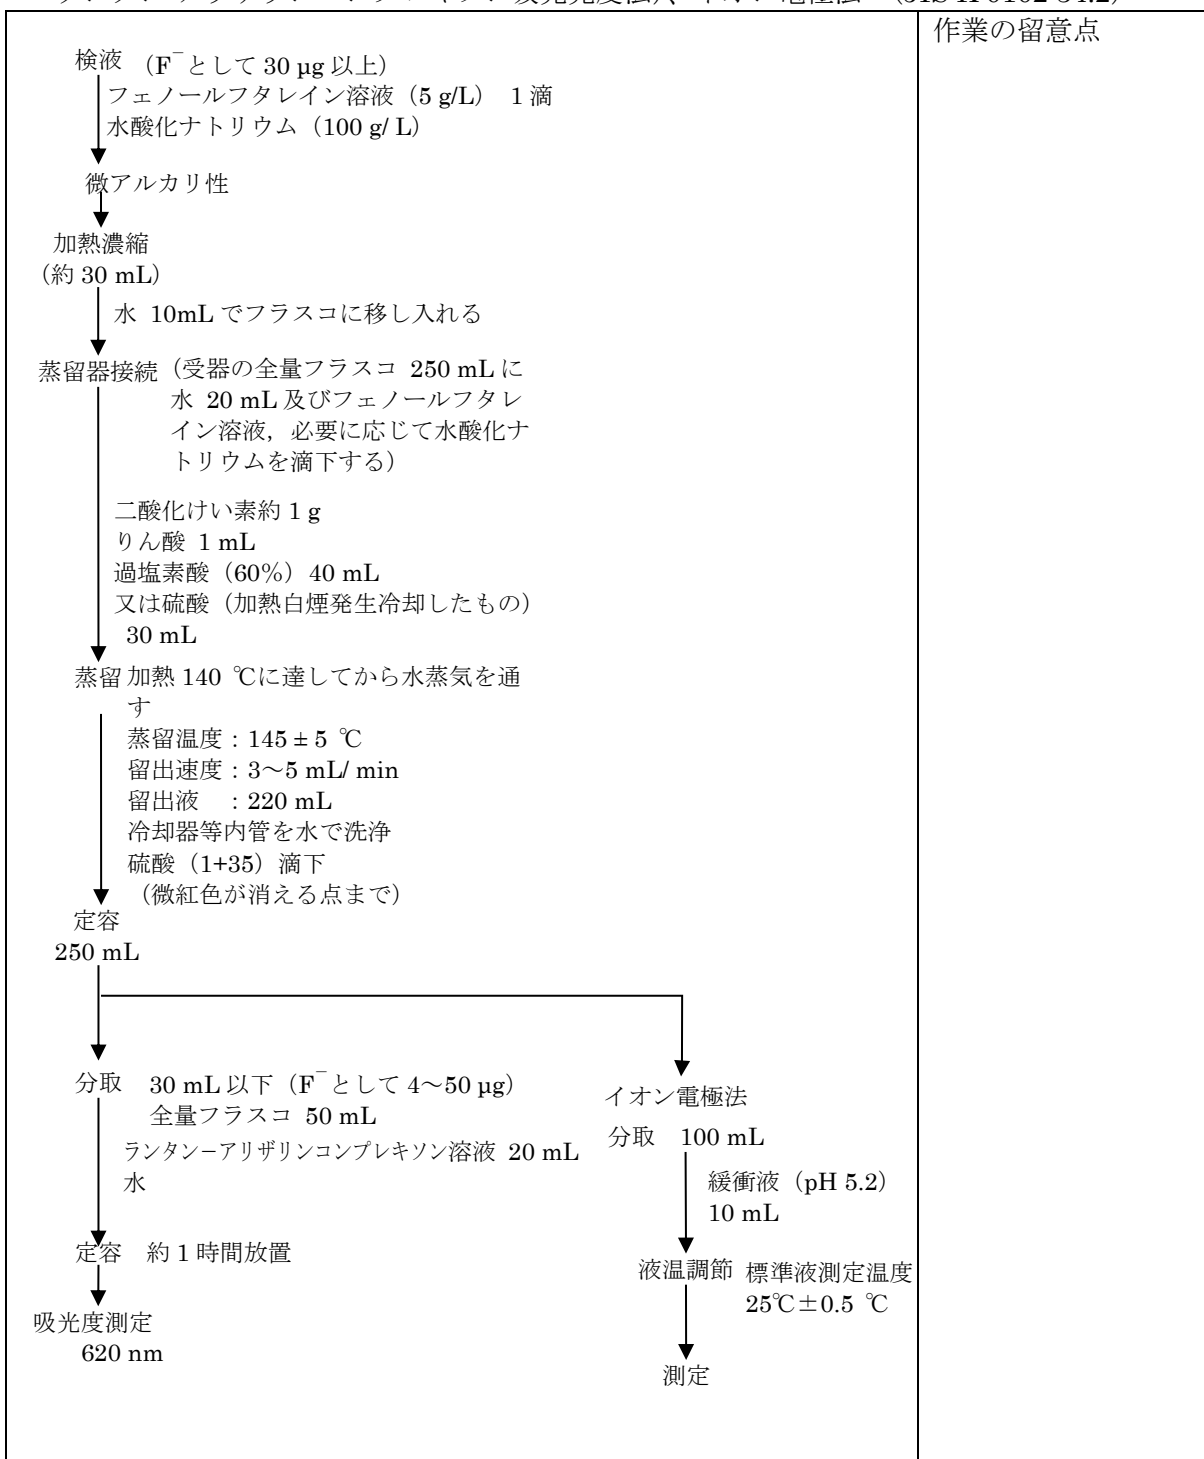 作業の留意点
検液 (F⁻として 30 µg 以上)
フェノールフタレイン溶液（5 g/L） 1 滴
水酸化ナトリウム（100 g/ L）
微アルカリ性
加熱濃縮
（約 30 mL）
水 10mL でフラスコに移し入れる
蒸留器接続（受器の全量フラスコ 250 mL に
水 20 mL 及びフェノールフタレ
イン溶液，必要に応じて水酸化ナ
トリウムを滴下する）
二酸化けい素約 1 g
りん酸 1 mL
過塩素酸（60％）40 mL
又は硫酸（加熱白煙発生冷却したもの）
30 mL
蒸留 加熱 140 ℃に達してから水蒸気を通
す
蒸留温度：145 ± 5 ℃
留出速度：3～5 mL/ min
留出液 ：220 mL
冷却器等内管を水で洗浄
硫酸（1+35）滴下
（微紅色が消える点まで）
定容
250 mL
分取 30 mL 以下（F⁻として 4～50 µg）
全量フラスコ 50 mL
ランタン－アリザリンコンプレキソン溶液 20 mL
水
定容 約 1 時間放置
吸光度測定
620 nm
イオン電極法
分取 100 mL
緩衝液（pH 5.2）
10 mL
液温調節 標準液測定温度
25℃±0.5 ℃
測定